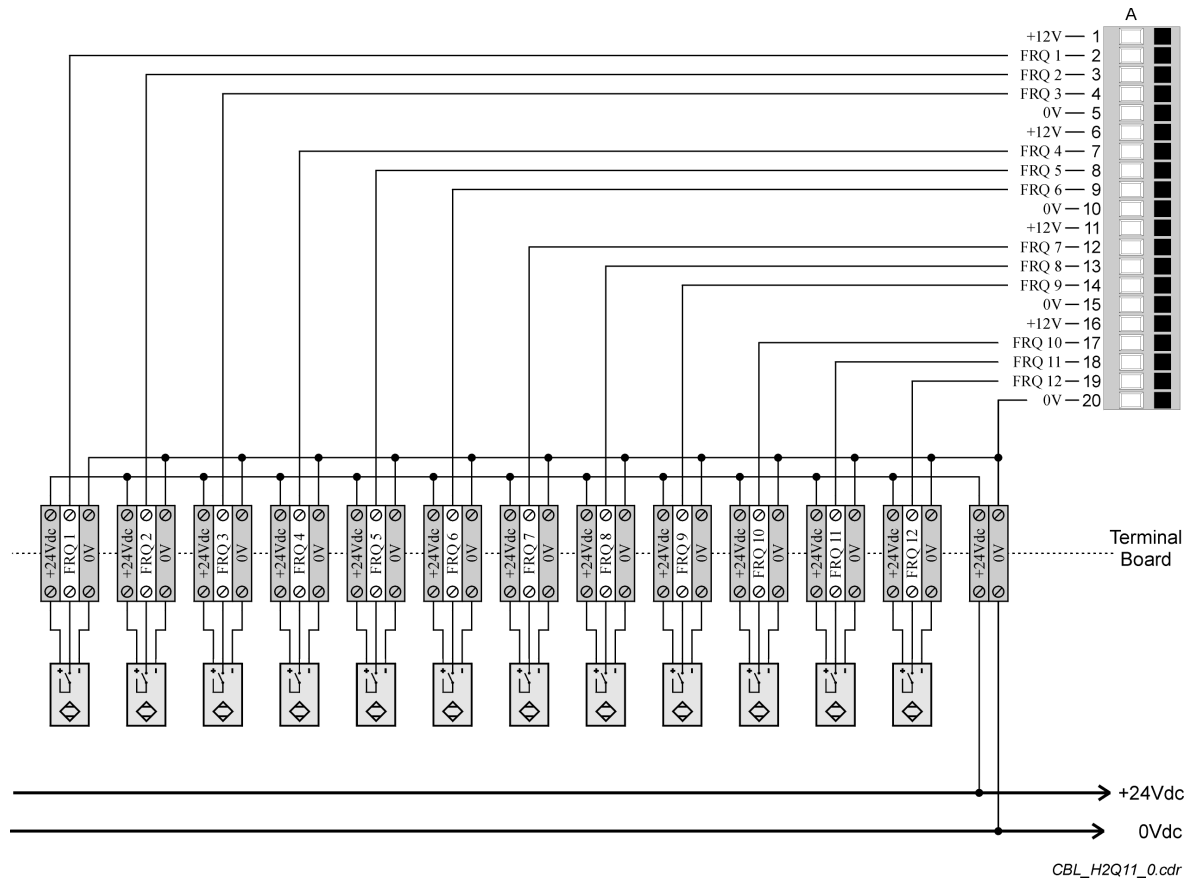 A
+12V 1
FRQ 1 2
FRQ 2 3
FRQ 3 4
0V 5
+12V 6
FRQ 4 7
FRQ 5 8
FRQ 6 9
0V 10
+12V 11
FRQ 7 12
FRQ 8 13
FRQ 9 14
0V 15
+12V 16
FRQ 10 17
FRQ 11 18
FRQ 12 19
0V 20
+24Vdc
FRQ 1
0V
+24Vdc
FRQ 2
0V
+24Vdc
FRQ 3
0V
+24Vdc
FRQ 4
0V
+24Vdc
FRQ 5
0V
+24Vdc
FRQ 6
0V
+24Vdc
FRQ 7
0V
+24Vdc
FRQ 8
0V
+24Vdc
FRQ 9
0V
+24Vdc
FRQ 10
0V
+24Vdc
FRQ 11
0V
+24Vdc
FRQ 12
0V
+24Vdc
0V
Terminal
Board
+ -
+ -
+ -
+ -
+ -
+ -
+ -
+ -
+ -
+ -
+ -
+ -
+24Vdc
0Vdc
CBL_H2Q11_0.cdr